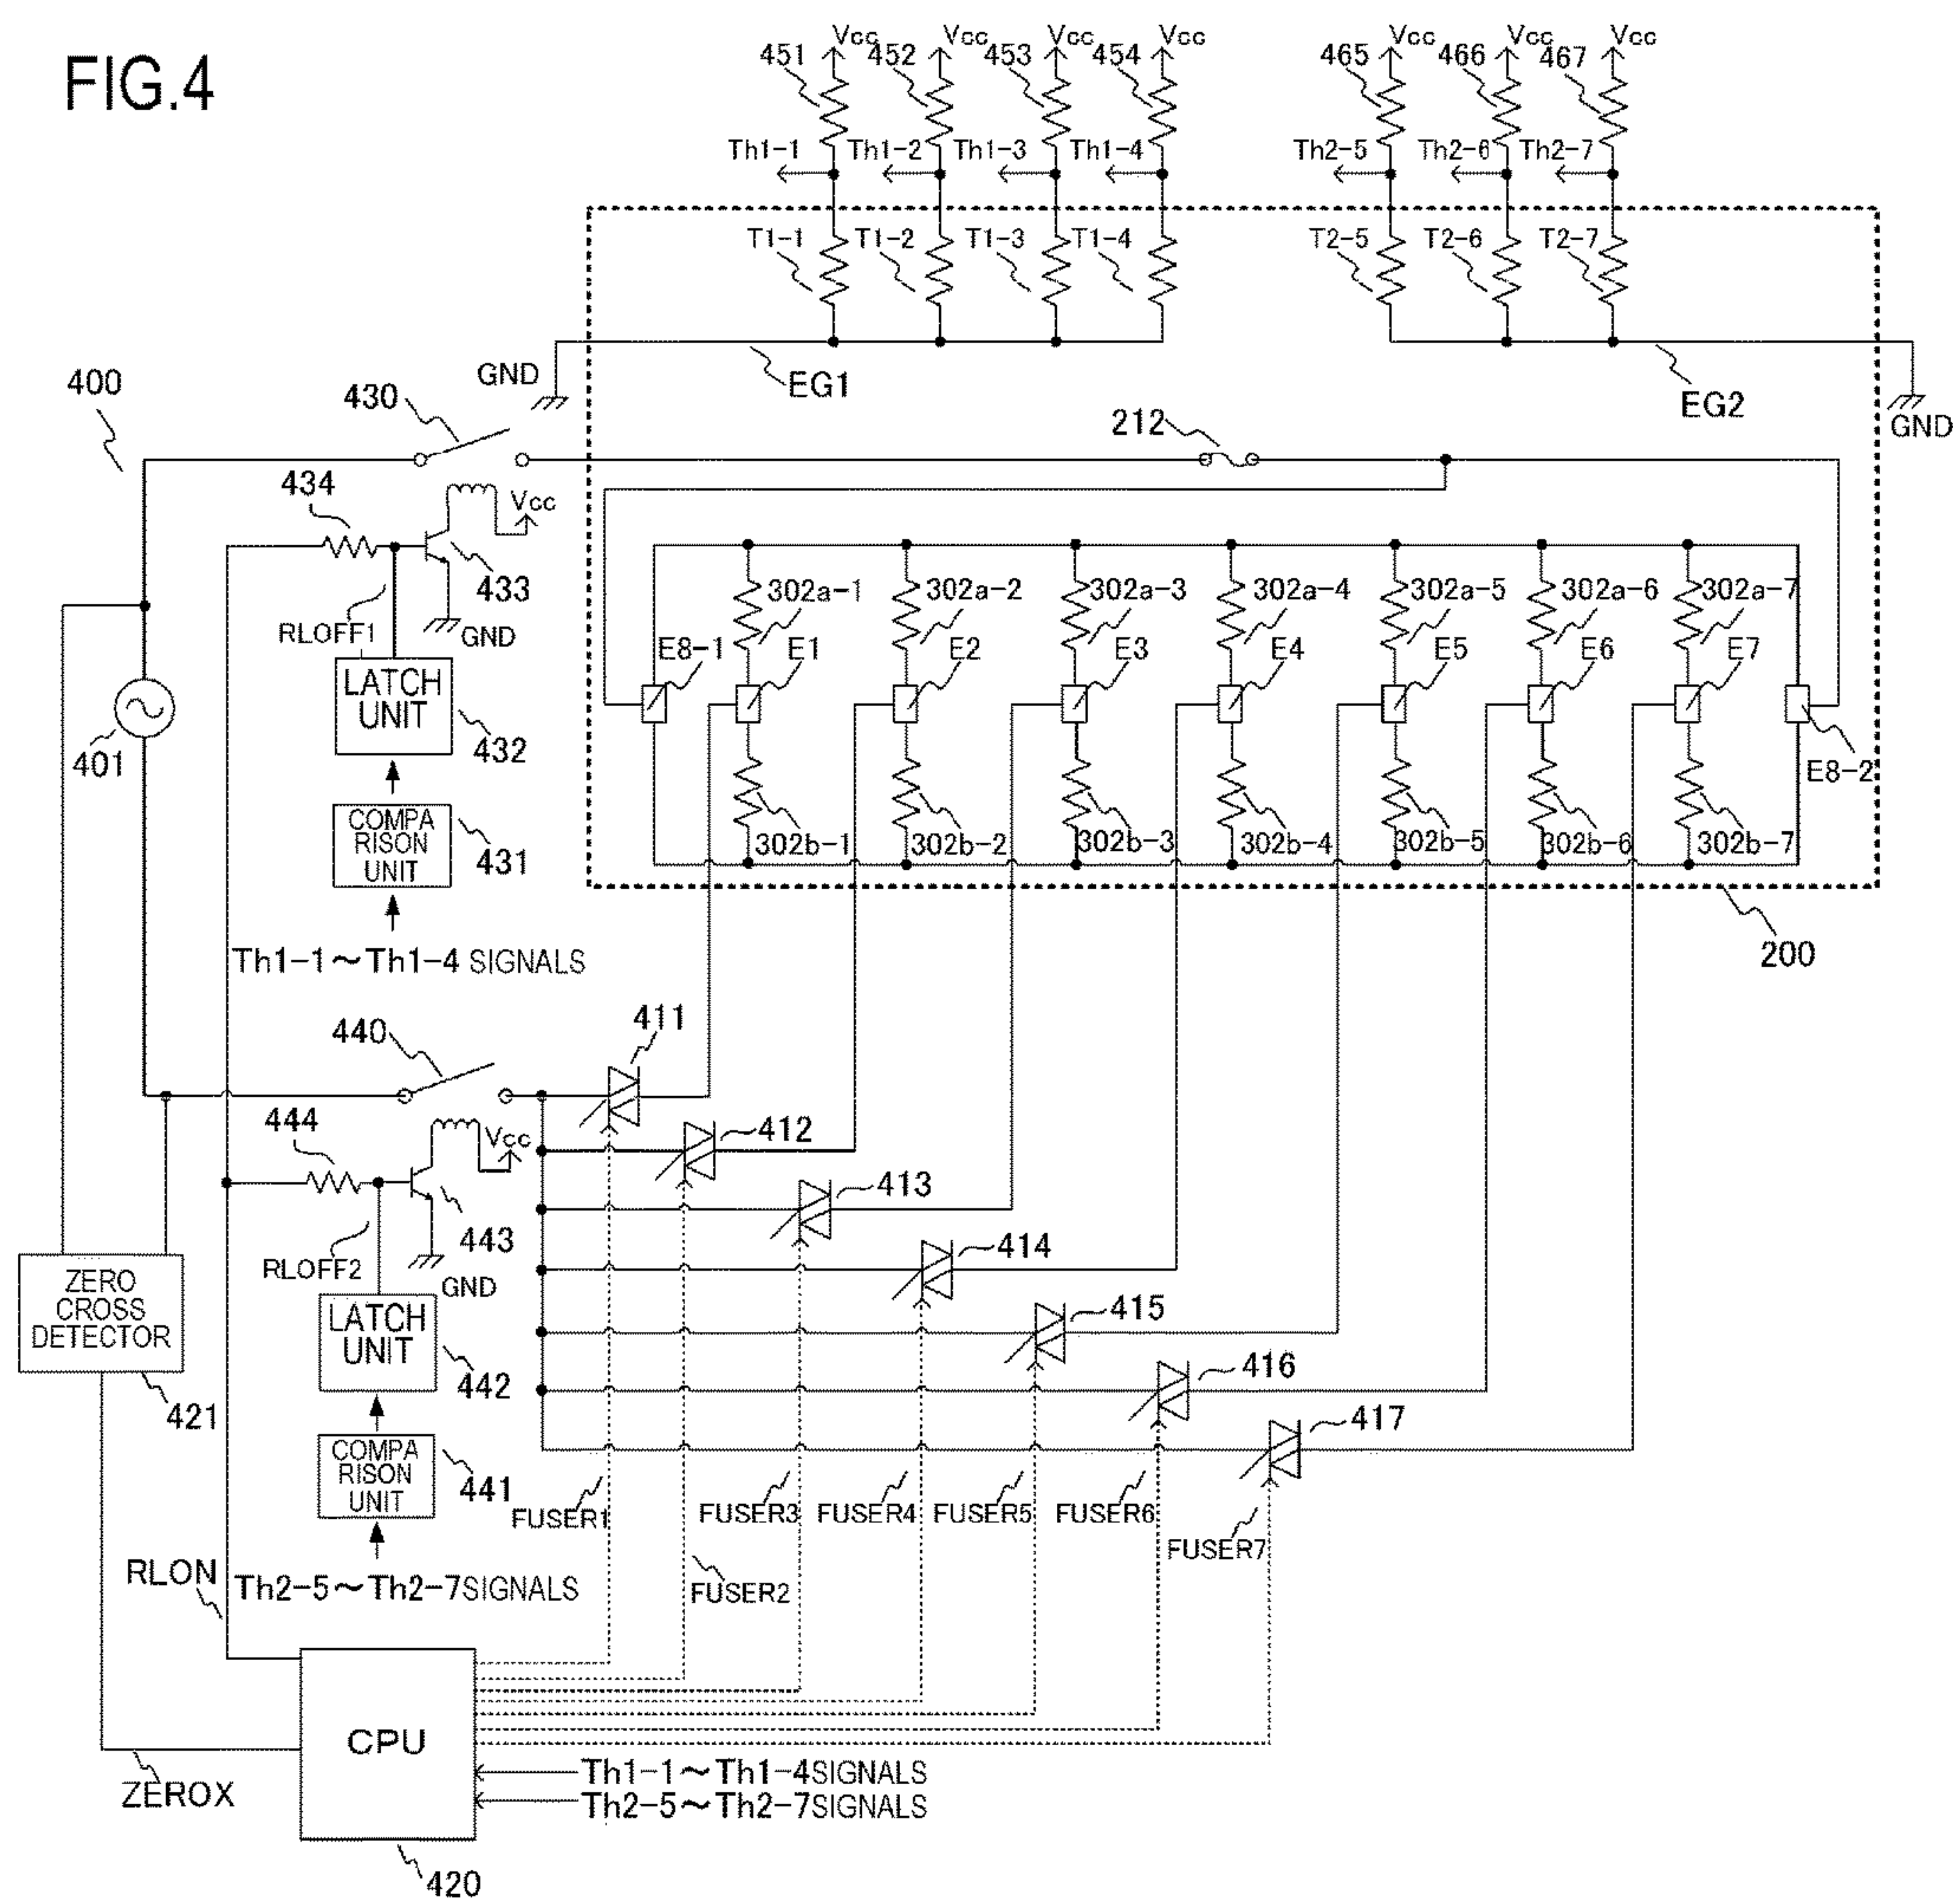 FIG.4
Vcc Vcc Vcc Vcc Vcc Vcc Vcc
451 452 453 454 465 466 467
Th1-1 Th1-2 Th1-3 Th1-4 Th2-5 Th2-6 Th2-7
T1-1 T1-2 T1-3 T1-4 T2-5 T2-6 T2-7
GND EG1 EG2 GND
400 430 212
434 Vcc
433
RLOFF1 GND
302a-1 302a-2 302a-3 302a-4 302a-5 302a-6 302a-7
E8-1 E1 E2 E3 E4 E5 E6 E7
LATCH
UNIT
432
401
E8-2
COMPA
RISON
UNIT
431
302b-1 302b-2 302b-3 302b-4 302b-5 302b-6 302b-7
Th1-1～Th1-4 SIGNALS
200
440 411
444 Vcc 412
443 413
RLOFF2 GND 414
ZERO
CROSS
DETECTOR
421
LATCH
UNIT
442
415
416
417
COMPA
RISON
UNIT
441
FUSER1 FUSER3 FUSER4 FUSER5 FUSER6
FUSER7
RLON Th2-5～Th2-7SIGNALS FUSER2
CPU
ZEROX
Th1-1～Th1-4SIGNALS
Th2-5～Th2-7SIGNALS
420